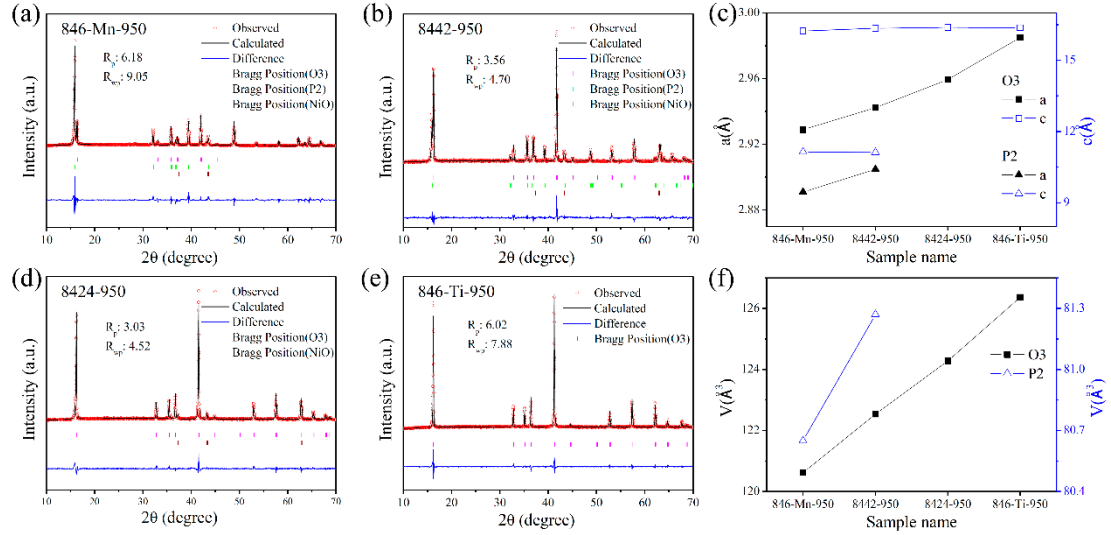 (a)
846-Mn-950
Rp: 6.18
Rwp: 9.05
Observed
Calculated
Difference
Bragg Position(O3)
Bragg Position(P2)
Bragg Position(NiO)
Intensity (a.u.)
10 20 30 40 50 60 70
2θ (degree)
(b)
8442-950
Rp: 3.56
Rwp: 4.70
Observed
Calculated
Difference
Bragg Position(O3)
Bragg Position(P2)
Bragg Position(NiO)
Intensity (a.u.)
10 20 30 40 50 60 70
2θ (degree)
(c)
3.00
2.96
2.92
2.88
a(Å)
O3
a
c
P2
a
c
15
12
9
c(Å)
846-Mn-950 8442-950 8424-950 846-Ti-950
Sample name
(d)
8424-950
Rp: 3.03
Rwp: 4.52
Observed
Calculated
Difference
Bragg Position(O3)
Bragg Position(NiO)
Intensity (a.u.)
10 20 30 40 50 60 70
2θ (degree)
(e)
846-Ti-950
Rp: 6.02
Rwp: 7.88
Observed
Calculated
Difference
Bragg Position(O3)
Intensity (a.u.)
10 20 30 40 50 60 70
2θ (degree)
(f)
126
124
122
120
V(Å³)
O3
P2
81.3
81.0
80.7
80.4
V(Å³)
846-Mn-950 8442-950 8424-950 846-Ti-950
Sample name